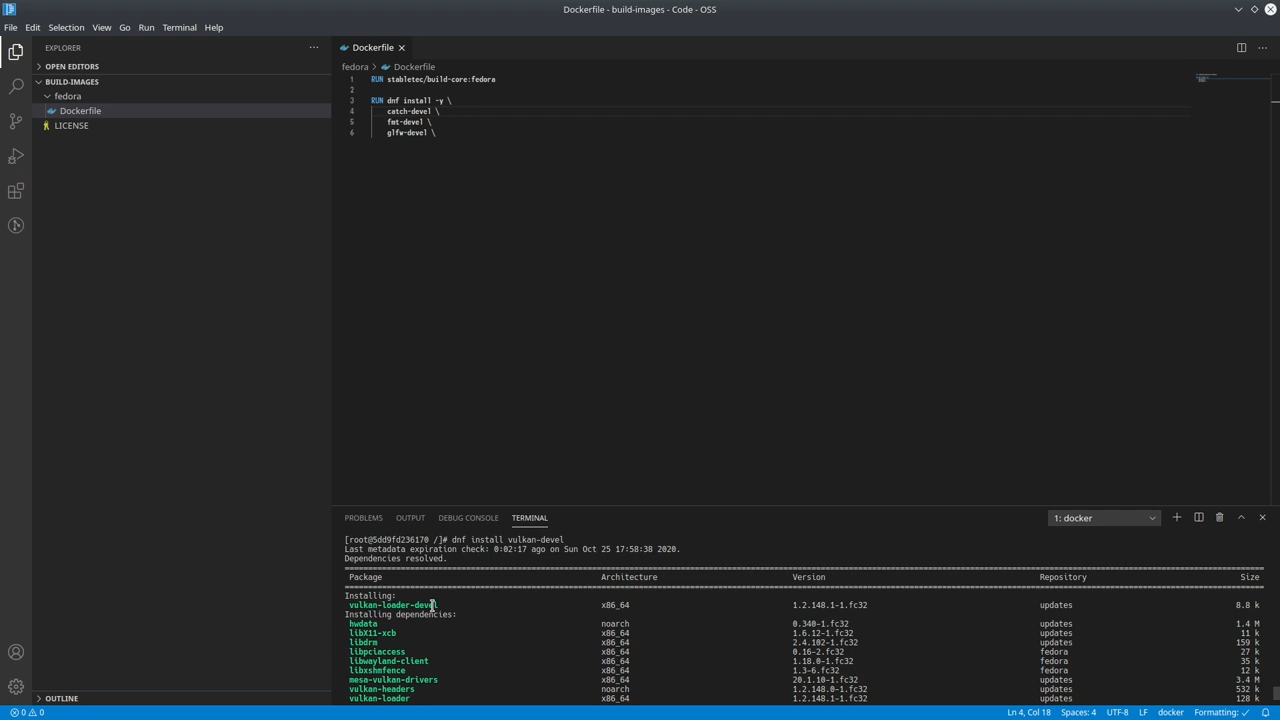 Dockerfile - build-images - Code - OSS
File Edit Selection View Go Run Terminal Help
EXPLORER
OPEN EDITORS
BUILD-IMAGES
fedora
Dockerfile
LICENSE
OUTLINE
Dockerfile
fedora > Dockerfile
1 RUN stabletec/build-core:fedora
2
3 RUN dnf install -y \
4 catch-devel \
5 fmt-devel \
6 glfw-devel \
PROBLEMS OUTPUT DEBUG CONSOLE TERMINAL
1: docker
[root@5dd9fd236170 /]# dnf install vulkan-devel
Last metadata expiration check: 0:02:17 ago on Sun Oct 25 17:58:38 2020.
Dependencies resolved.
Package Architecture Version Repository Size
Installing:
vulkan-loader-devel x86_64 1.2.148.1-1.fc32 updates 8.8 k
Installing dependencies:
hwdata noarch 0.340-1.fc32 updates 1.4 M
libX11-xcb x86_64 1.6.12-1.fc32 updates 11 k
libdrm x86_64 2.4.102-1.fc32 updates 159 k
libpciaccess x86_64 0.16-2.fc32 fedora 27 k
libwayland-client x86_64 1.18.0-1.fc32 fedora 35 k
libxshmfence x86_64 1.3-6.fc32 fedora 12 k
mesa-vulkan-drivers x86_64 20.1.10-1.fc32 updates 3.4 M
vulkan-headers noarch 1.2.148.0-1.fc32 updates 532 k
vulkan-loader x86_64 1.2.148.1-1.fc32 updates 128 k
0 0 Ln 4, Col 18 Spaces: 4 UTF-8 LF docker Formatting: ✓